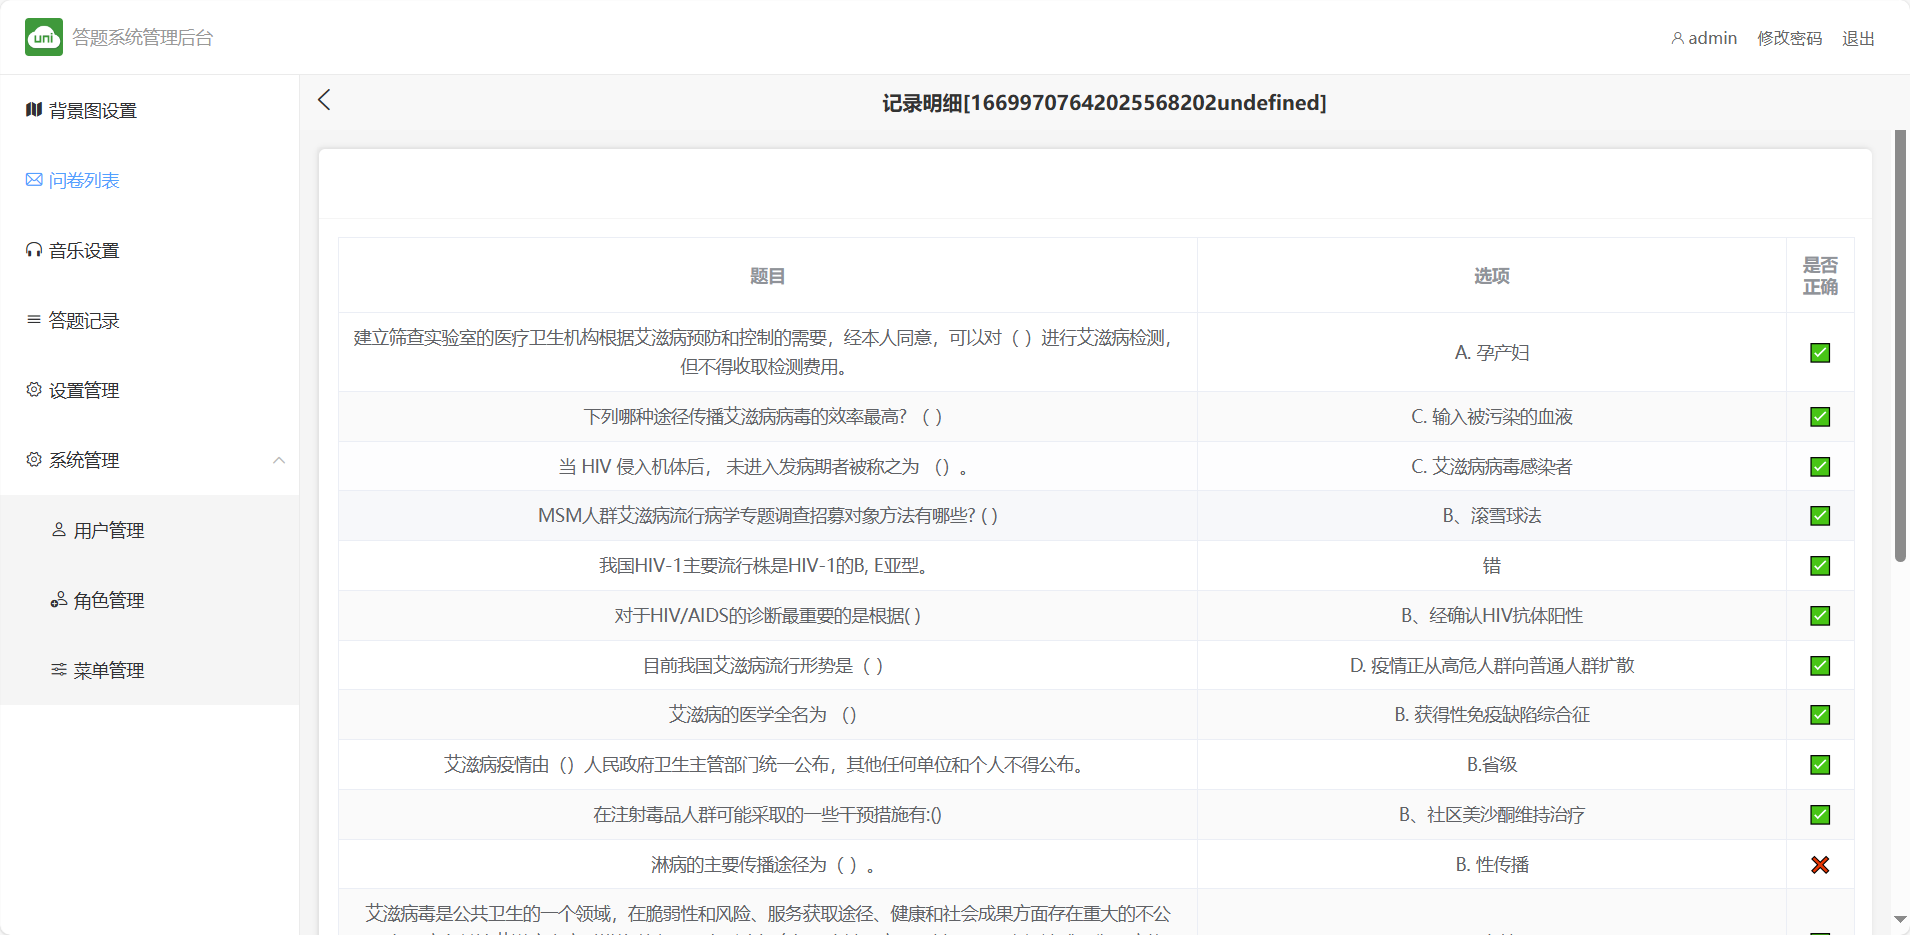 uni 答题系统管理后台
admin 修改密码 退出
背景图设置
问卷列表
音乐设置
答题记录
设置管理
系统管理
用户管理
角色管理
菜单管理
记录明细[16699707642025568202undefined]
题目 选项 是否正确
建立筛查实验室的医疗卫生机构根据艾滋病预防和控制的需要，经本人同意，可以对（ ）进行艾滋病检测，
但不得收取检测费用。 A. 孕产妇
下列哪种途径传播艾滋病病毒的效率最高? （ ） C. 输入被污染的血液
当 HIV 侵入机体后， 未进入发病期者被称之为 （）。 C. 艾滋病病毒感染者
MSM人群艾滋病流行病学专题调查招募对象方法有哪些? ( ) B、滚雪球法
我国HIV-1主要流行株是HIV-1的B, E亚型。 错
对于HIV/AIDS的诊断最重要的是根据( ) B、经确认HIV抗体阳性
目前我国艾滋病流行形势是（ ） D. 疫情正从高危人群向普通人群扩散
艾滋病的医学全名为 （） B. 获得性免疫缺陷综合征
艾滋病疫情由（）人民政府卫生主管部门统一公布，其他任何单位和个人不得公布。 B.省级
在注射毒品人群可能采取的一些干预措施有:() B、社区美沙酮维持治疗
淋病的主要传播途径为（ ）。 B. 性传播
艾滋病毒是公共卫生的一个领域，在脆弱性和风险、服务获取途径、健康和社会成果方面存在重大的不公